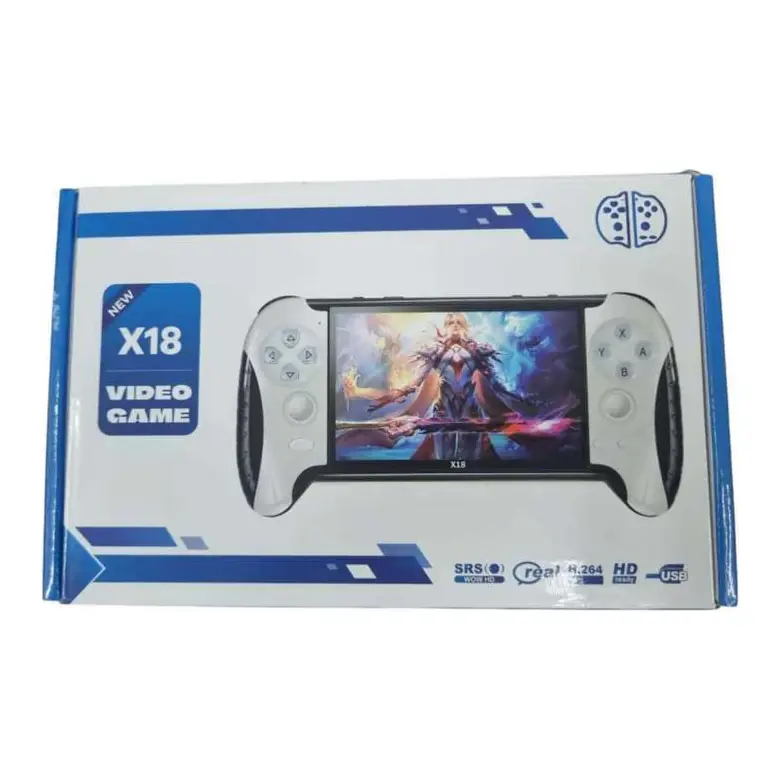 NEW
X18
VIDEO
GAME
X
Y A
B
X18
SRS
WOW HD
real
H.264
HD
ready
USB